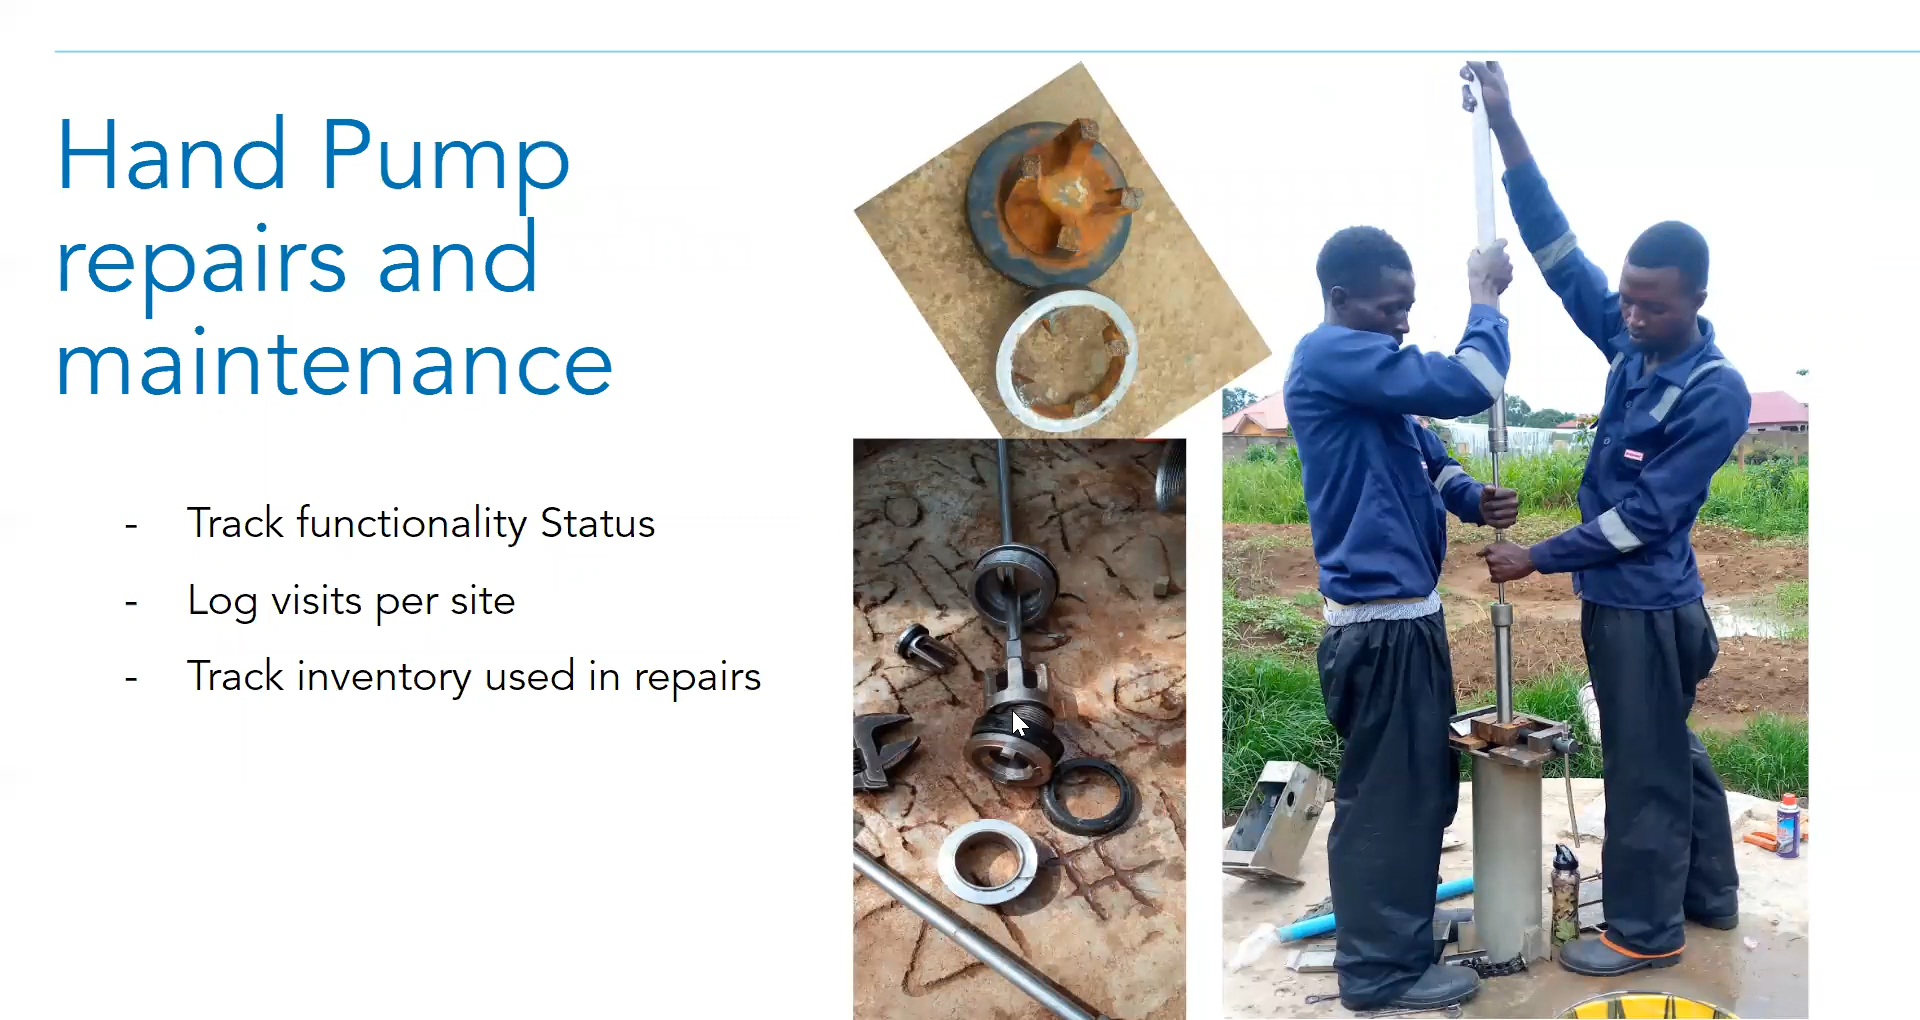 Hand Pump
repairs and
maintenance
- Track functionality Status
- Log visits per site
- Track inventory used in repairs